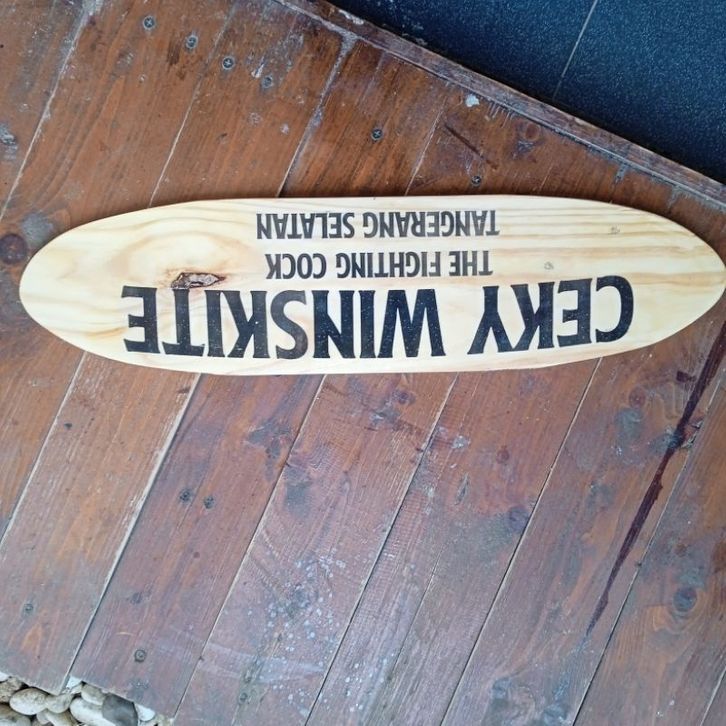 CEKY WINSKITE
THE FIGHTING COCK
TANGERANG SELATAN